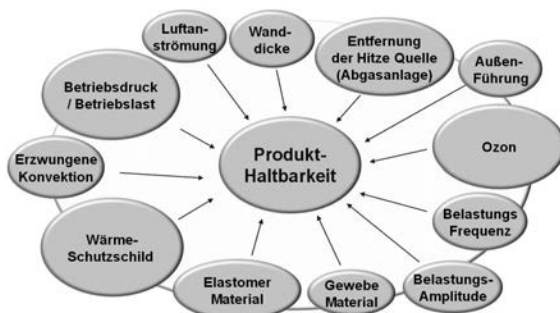 Luftan-
strömung
Wand-
dicke
Entfernung
der Hitze Quelle
(Abgasanlage)
Außen-
Führung
Betriebsdruck
/ Betriebslast
Ozon
Erzwungene
Konvektion
Produkt-
Haltbarkeit
Belastungs
Frequenz
Wärme-
Schutzschild
Elastomer
Material
Gewebe
Material
Belastungs-
Amplitude